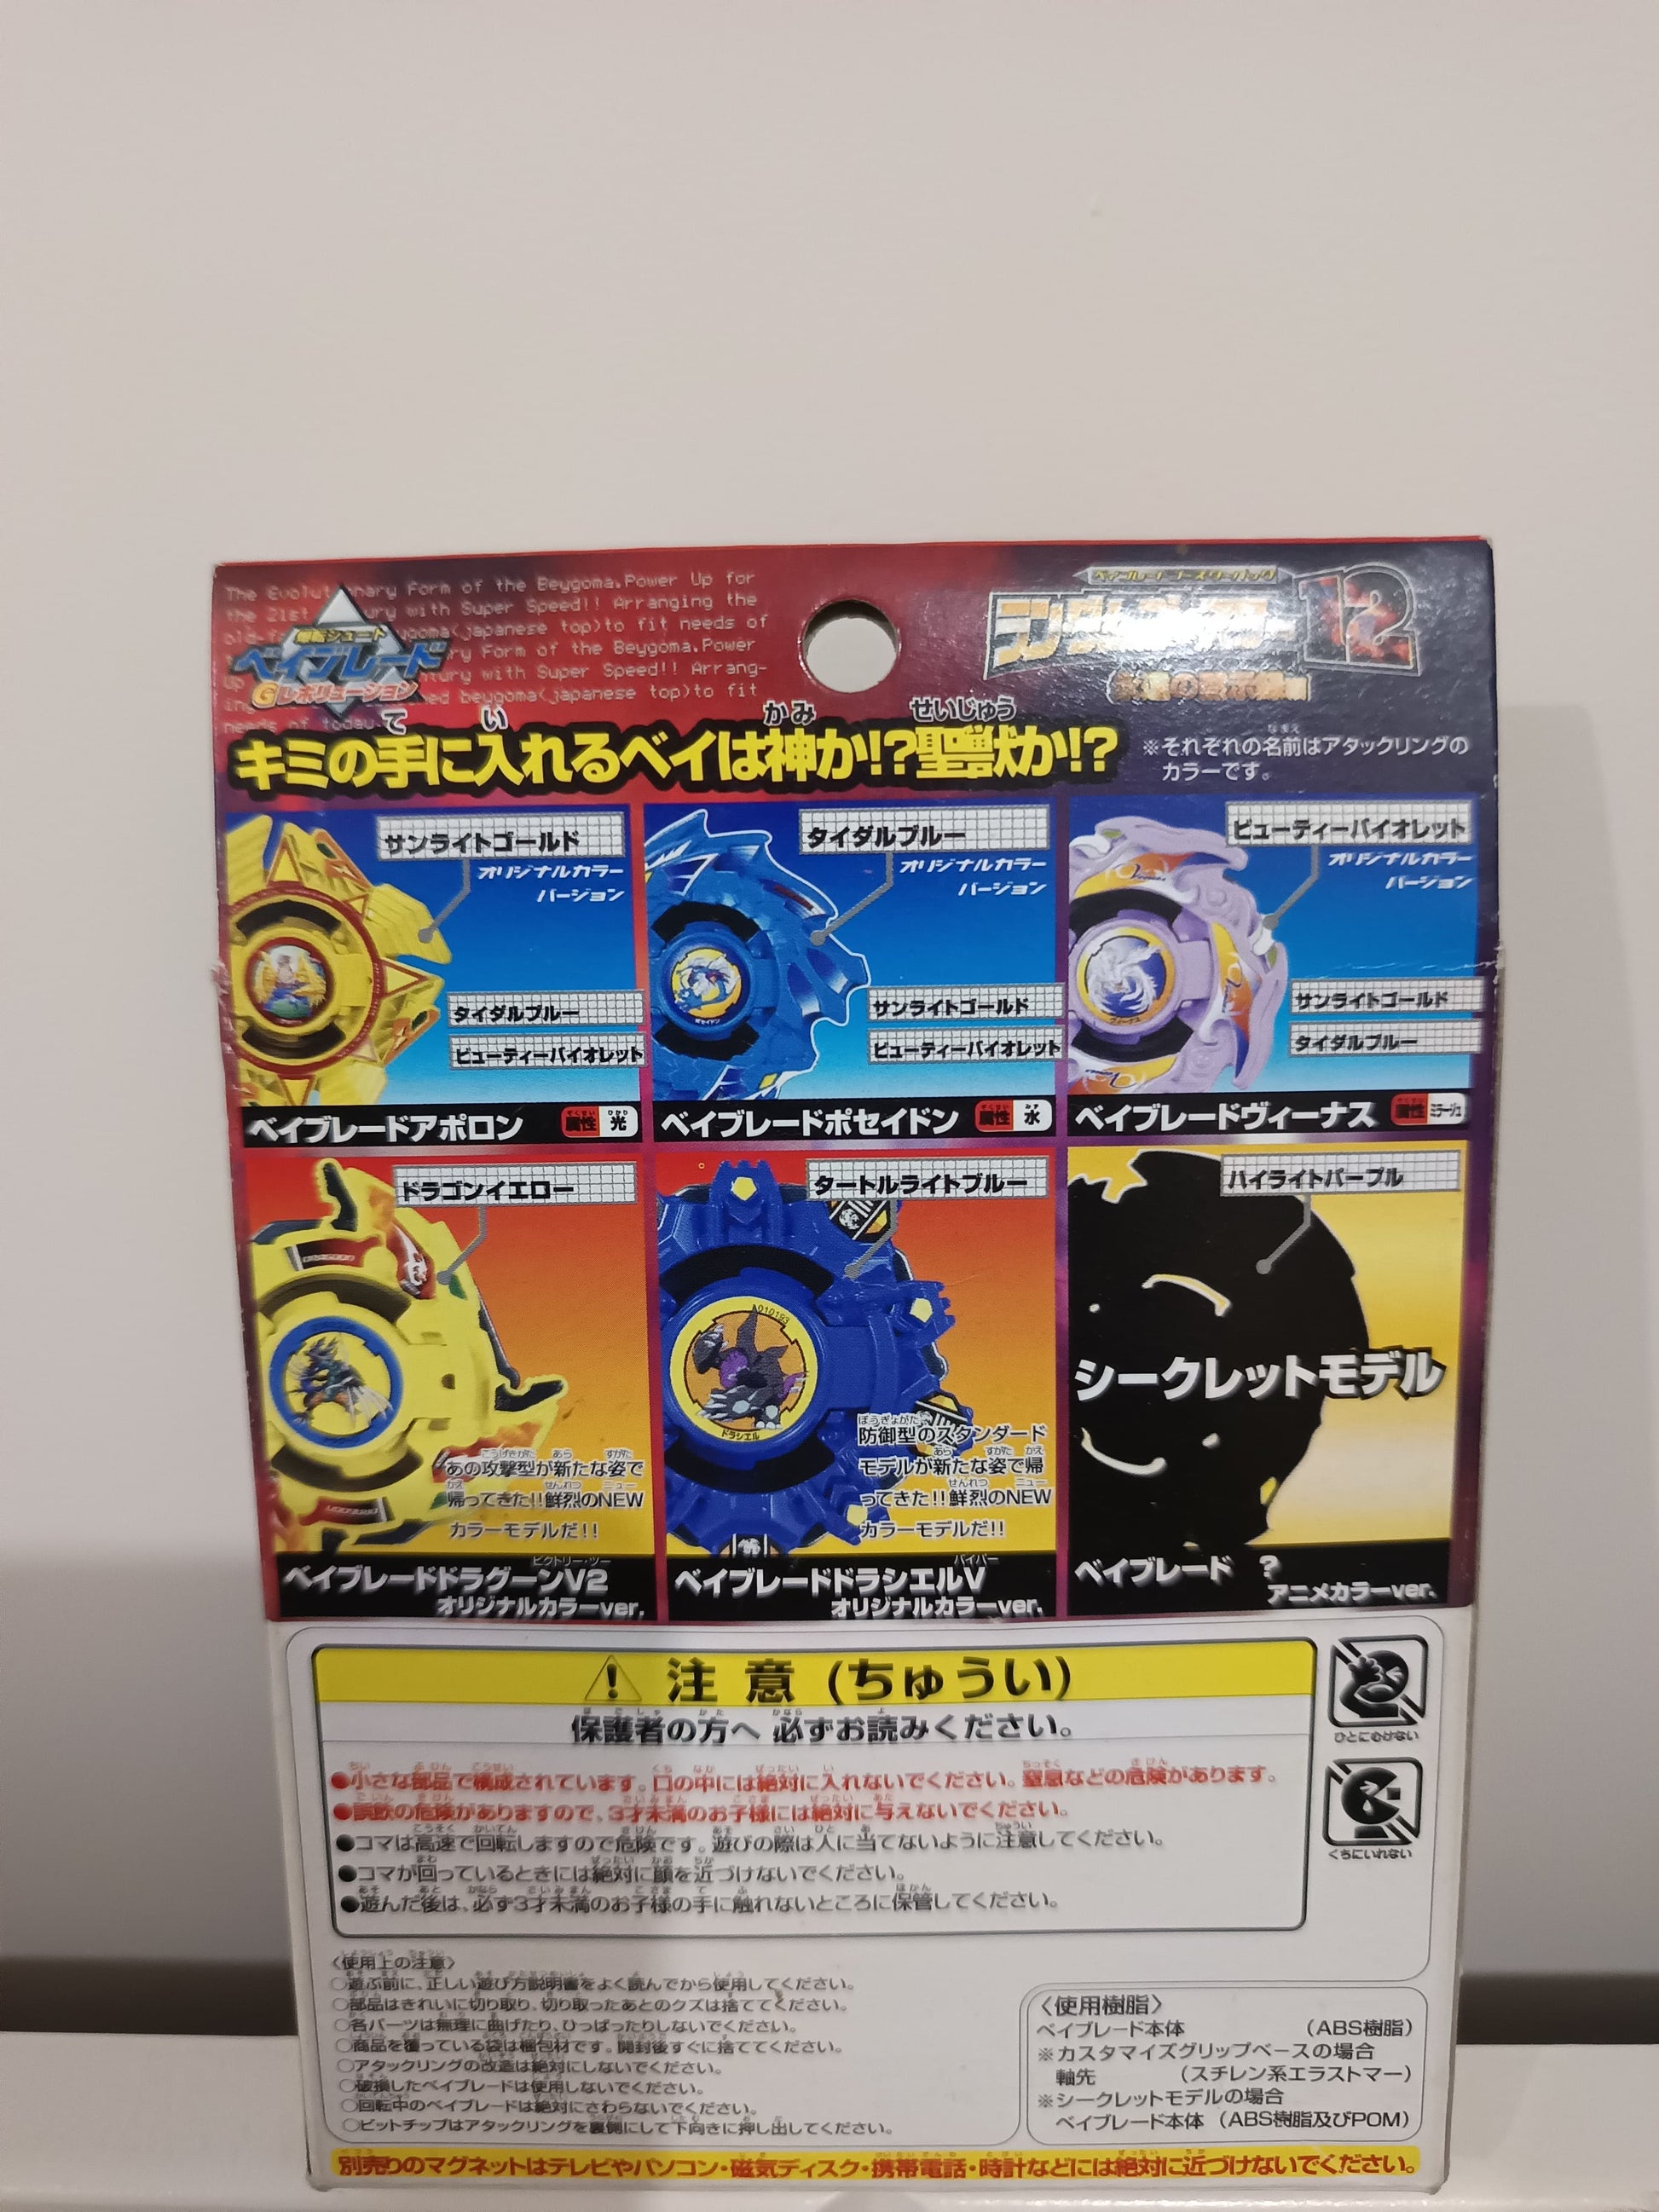 The Evolutionary Form of the Beygoma.Power Up for
the 21st Century with Super Speed!! Arranging the
beygoma(japanese top)to fit needs of
Form of the Beygoma.Power
with Super Speed!! Arrang-
beygoma(japanese top)to fit
needs of today.
爆転シュート
ベイブレード
Gレボリューション
ベイブレードブースターパック
ランダムブースター12
キミの手に入れるベイは神か!?聖獣か!?
※それぞれの名前はアタックリングの
カラーです。
サンライトゴールド
オリジナルカラー
バージョン
タイダルブルー
ビューティーバイオレット
ベイブレードアポロン
属性 光
タイダルブルー
オリジナルカラー
バージョン
サンライトゴールド
ビューティーバイオレット
ポセイドン
ベイブレードポセイドン
属性 水
ビューティーバイオレット
オリジナルカラー
バージョン
サンライトゴールド
タイダルブルー
ヴィーナス
ベイブレードヴィーナス
属性 ミラージュ
ドラゴンイエロー
あの攻撃型が新たな姿で
帰ってきた!!鮮烈のNEW
カラーモデルだ!!
ベイブレードドラグーンV2
オリジナルカラーver.
タートルライトブルー
ドラシエル
防御型のスタンダード
モデルが新たな姿で帰
ってきた!!鮮烈のNEW
カラーモデルだ!!
ベイブレードドラシエルV
オリジナルカラーver.
ハイライトパープル
シークレットモデル
ベイブレード ?
アニメカラーver.
注意(ちゅうい)
保護者の方へ 必ずお読みください。
●小さな部品で構成されています。口の中には絶対に入れないでください。窒息などの危険があります。
●誤飲の危険がありますので、3才未満のお子様には絶対に与えないでください。
●コマは高速で回転しますので危険です。遊びの際は人に当てないように注意してください。
●コマが回っているときには絶対に顔を近づけないでください。
●遊んだ後は、必ず3才未満のお子様の手に触れないところに保管してください。
ひとにむけない
くちにいれない
〈使用上の注意〉
○遊ぶ前に、正しい遊び方説明書をよく読んでから使用してください。
○部品はきれいに切り取り、切り取ったあとのクズは捨ててください。
○各パーツは無理に曲げたり、ひっぱったりしないでください。
○商品を覆っている袋は梱包材です。開封後すぐに捨ててください。
○アタックリングの改造は絶対にしないでください。
○破損したベイブレードは使用しないでください。
○回転中のベイブレードは絶対にさわらないでください。
○ビットチップはアタックリングを裏側にして下向きに押し出してください。
〈使用樹脂〉
ベイブレード本体 (ABS樹脂)
※カスタマイズグリップベースの場合
軸先 (スチレン系エラストマー)
※シークレットモデルの場合
ベイブレード本体 (ABS樹脂及びPOM)
別売りのマグネットはテレビやパソコン・磁気ディスク・携帯電話・時計などには絶対に近づけないでください。